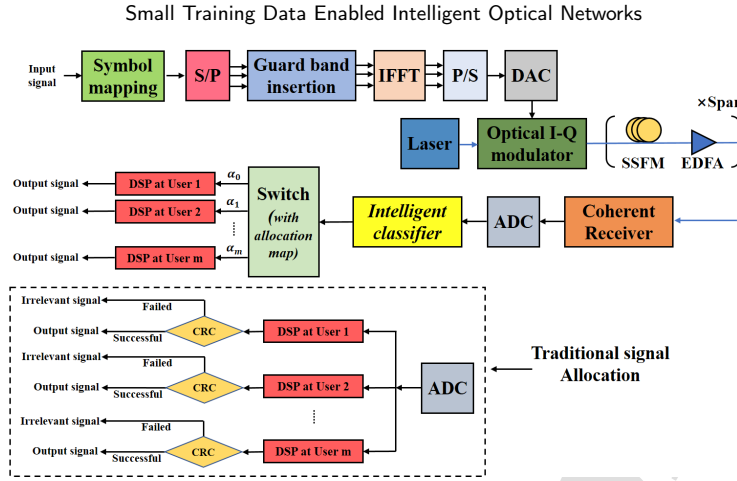 Small Training Data Enabled Intelligent Optical Networks
Input
signal
Symbol
mapping
S/P
Guard band
insertion
IFFT
P/S
DAC
×Span
Laser
Optical I-Q
modulator
SSFM
EDFA
Output signal
DSP at User 1
α0
Output signal
DSP at User 2
α1
Output signal
DSP at User m
αm
Switch
(with
allocation
map)
Intelligent
classifier
ADC
Coherent
Receiver
Irrelevant signal
Failed
Output signal
Successful
CRC
DSP at User 1
Irrelevant signal
Failed
Output signal
Successful
CRC
DSP at User 2
Irrelevant signal
Failed
Output signal
Successful
CRC
DSP at User m
ADC
Traditional signal
Allocation